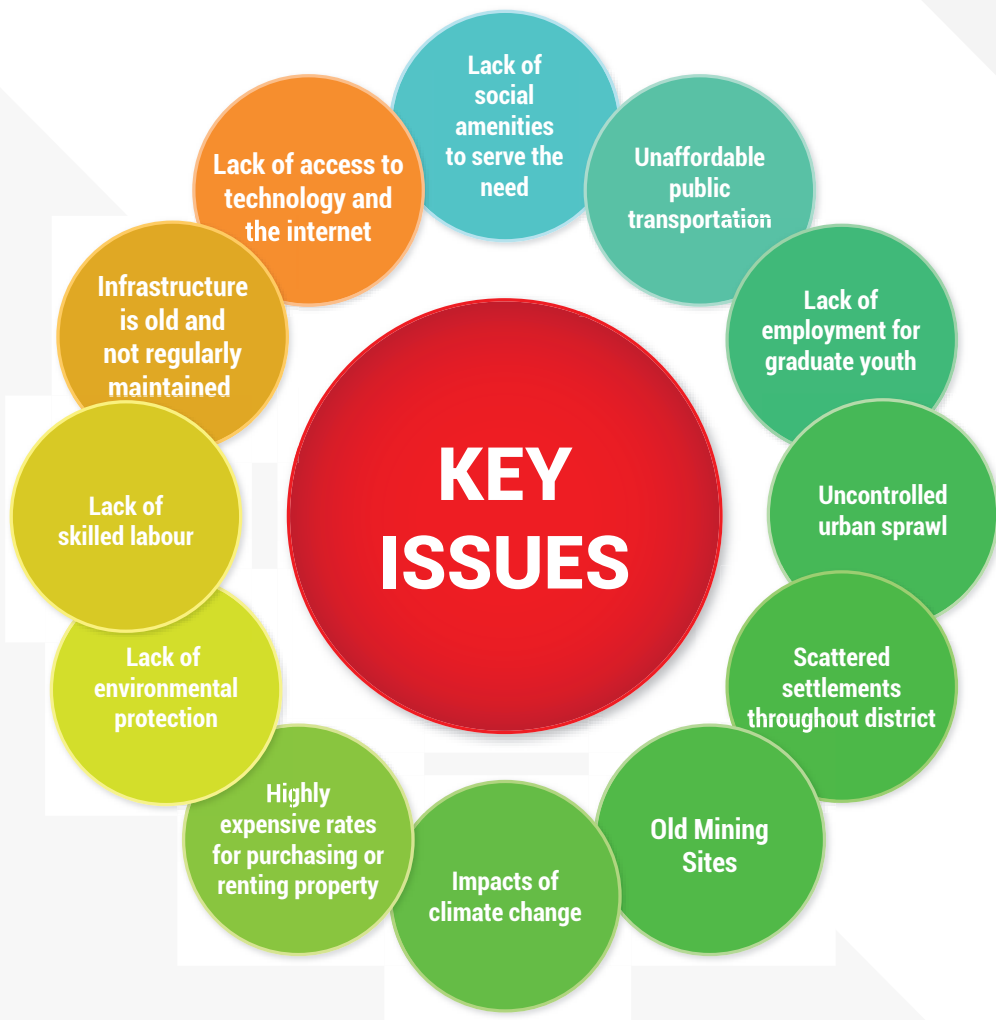 Lack of
social
amenities
to serve the
need
Unaffordable
public
transportation
Lack of
employment for
graduate youth
Uncontrolled
urban sprawl
Scattered
settlements
throughout district
Old Mining
Sites
Impacts of
climate change
Highly
expensive rates
for purchasing or
renting property
Lack of
environmental
protection
Lack of
skilled labour
Infrastructure
is old and
not regularly
maintained
Lack of access to
technology and
the internet
KEY
ISSUES